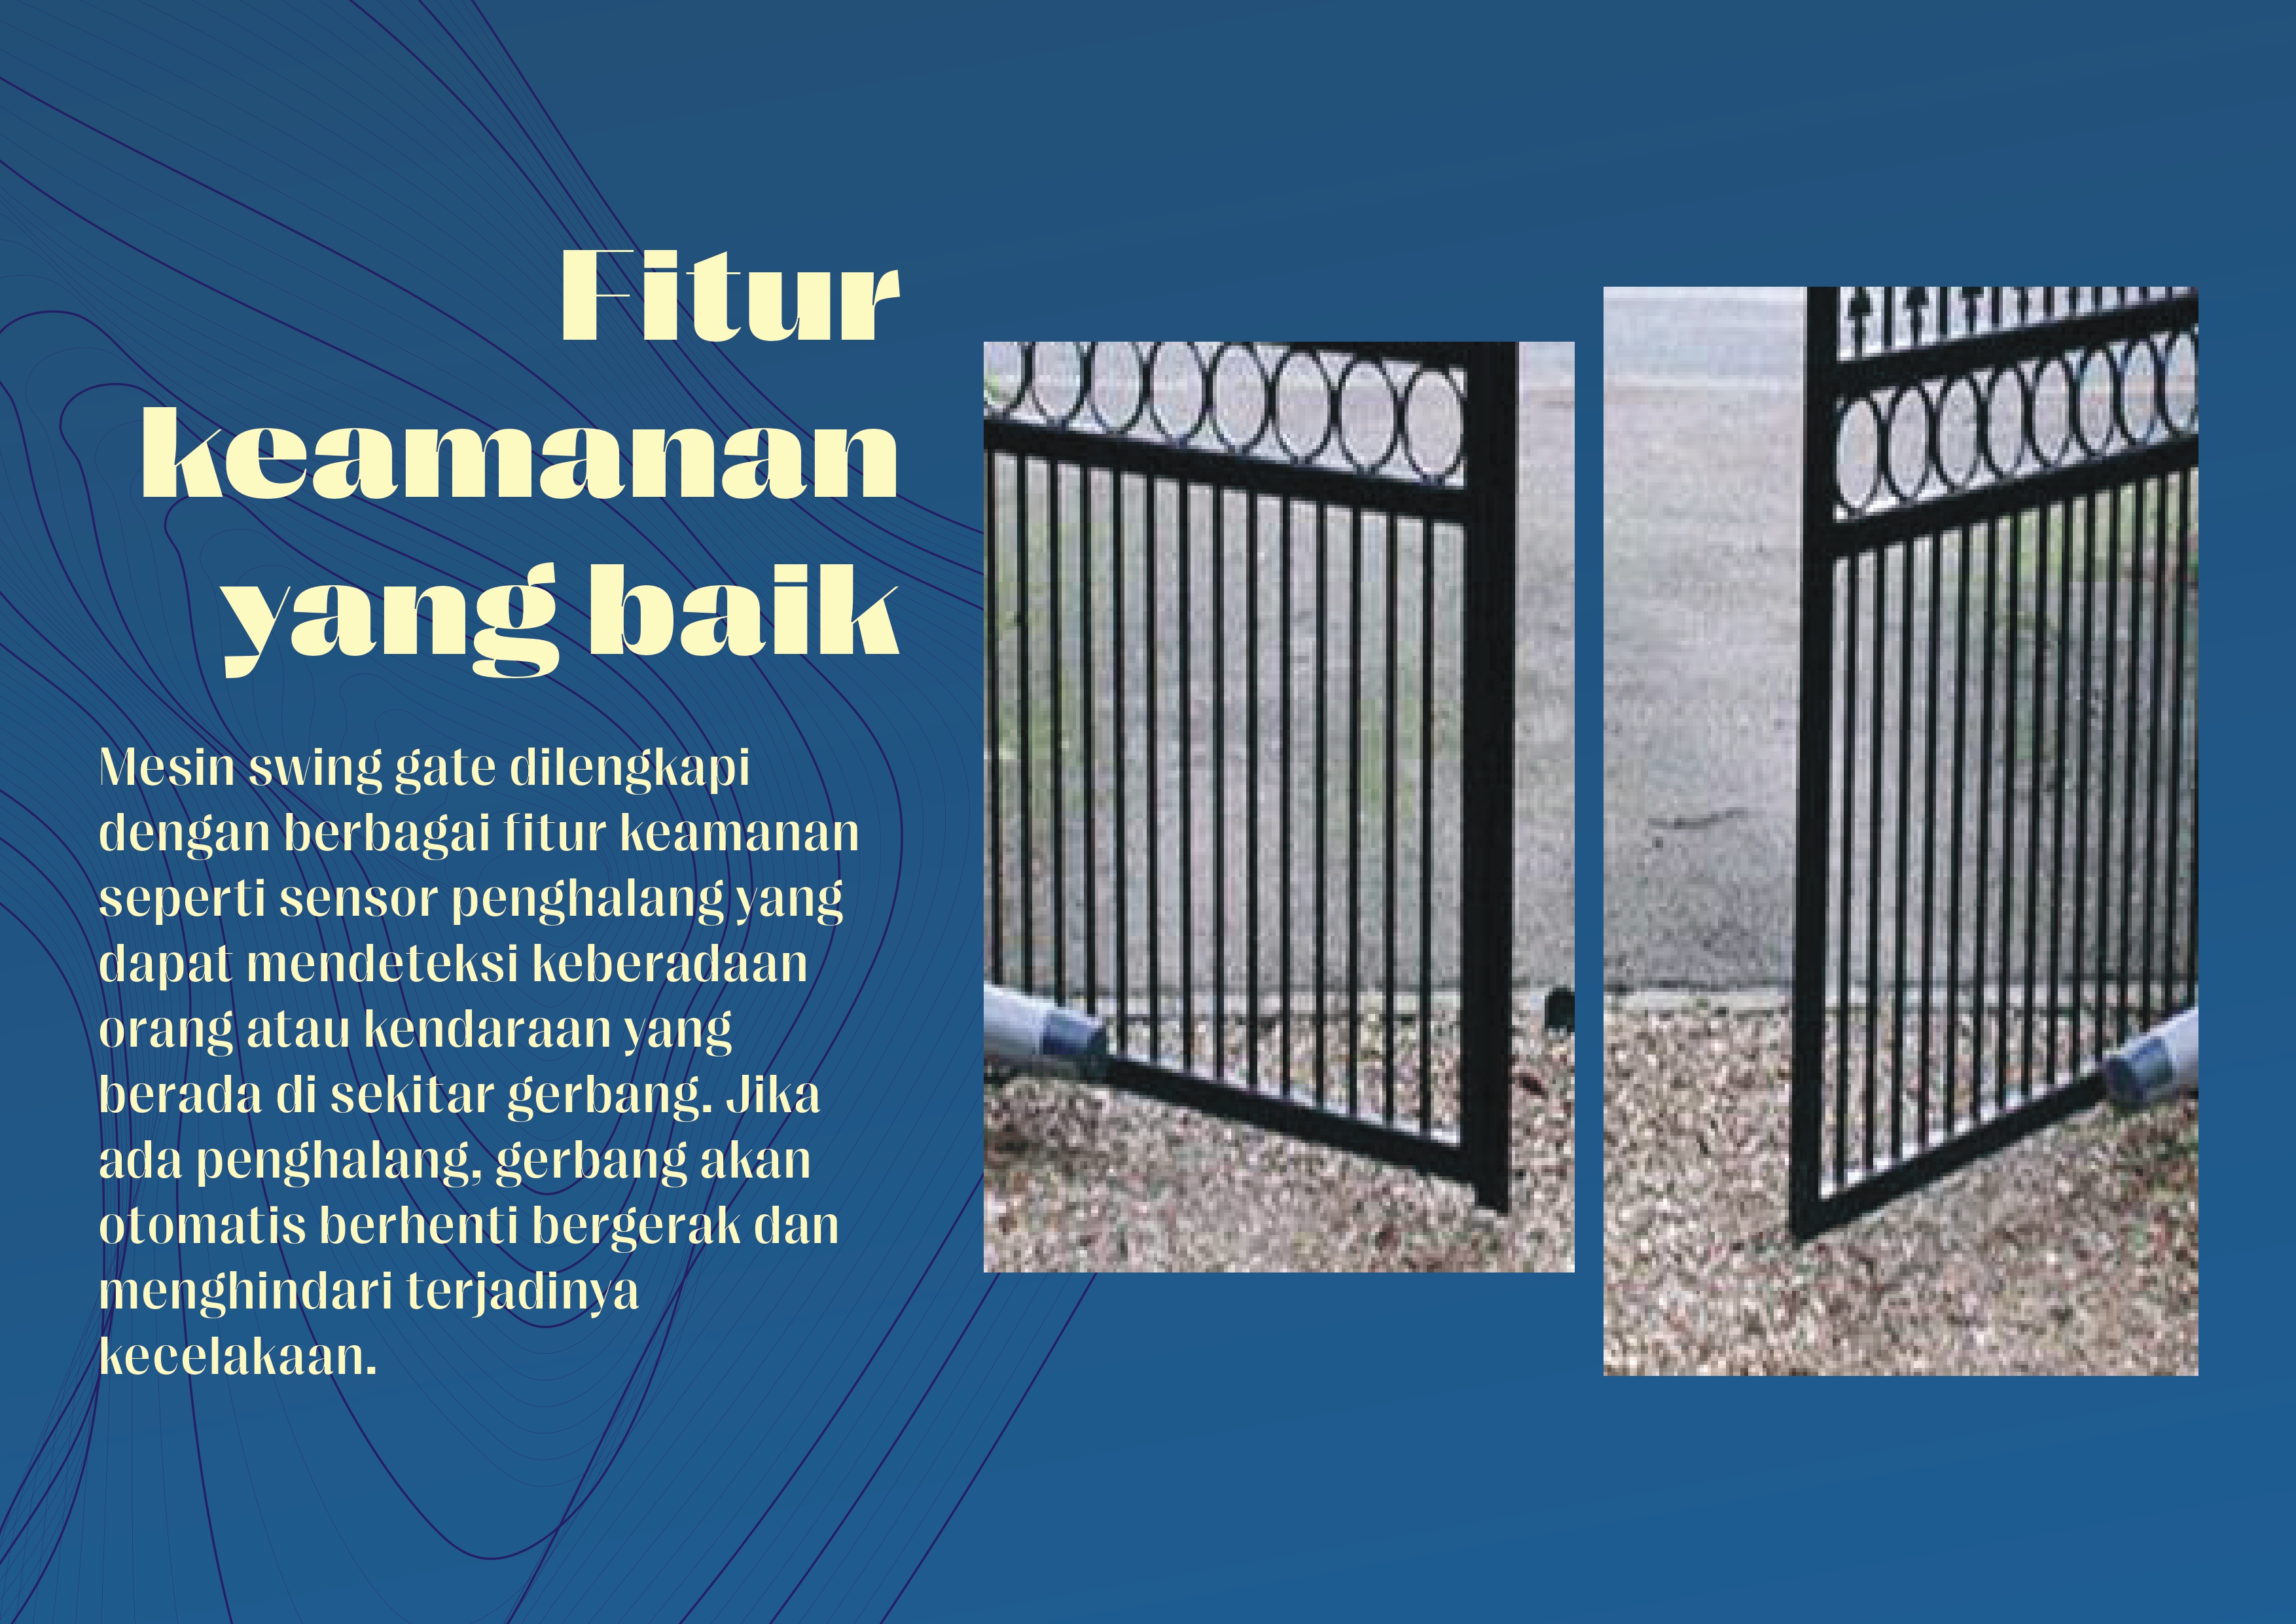 Fitur
keamanan
yang baik
Mesin swing gate dilengkapi
dengan berbagai fitur keamanan
seperti sensor penghalang yang
dapat mendeteksi keberadaan
orang atau kendaraan yang
berada di sekitar gerbang. Jika
ada penghalang, gerbang akan
otomatis berhenti bergerak dan
menghindari terjadinya
kecelakaan.